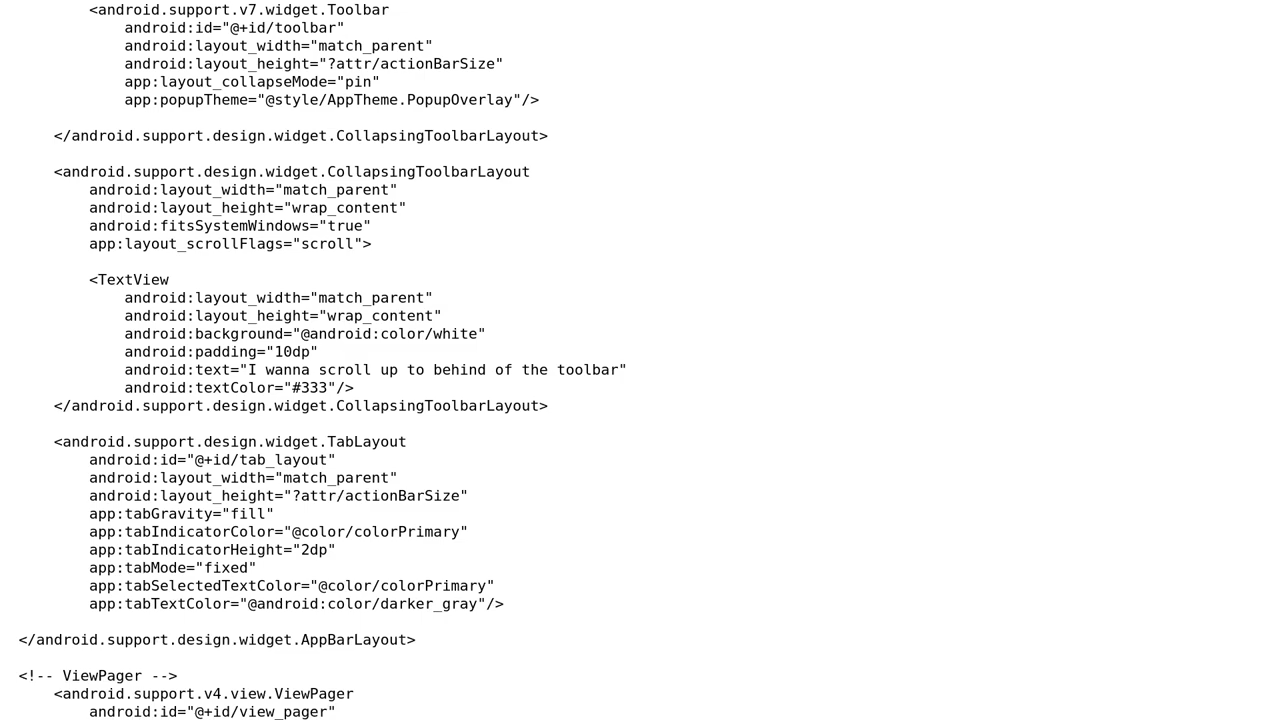 <android.support.v7.widget.Toolbar
            android:id="@+id/toolbar"
            android:layout_width="match_parent"
            android:layout_height="?attr/actionBarSize"
            app:layout_collapseMode="pin"
            app:popupTheme="@style/AppTheme.PopupOverlay"/>

    </android.support.design.widget.CollapsingToolbarLayout>

    <android.support.design.widget.CollapsingToolbarLayout
        android:layout_width="match_parent"
        android:layout_height="wrap_content"
        android:fitsSystemWindows="true"
        app:layout_scrollFlags="scroll">

        <TextView
            android:layout_width="match_parent"
            android:layout_height="wrap_content"
            android:background="@android:color/white"
            android:padding="10dp"
            android:text="I wanna scroll up to behind of the toolbar"
            android:textColor="#333"/>
    </android.support.design.widget.CollapsingToolbarLayout>

    <android.support.design.widget.TabLayout
        android:id="@+id/tab_layout"
        android:layout_width="match_parent"
        android:layout_height="?attr/actionBarSize"
        app:tabGravity="fill"
        app:tabIndicatorColor="@color/colorPrimary"
        app:tabIndicatorHeight="2dp"
        app:tabMode="fixed"
        app:tabSelectedTextColor="@color/colorPrimary"
        app:tabTextColor="@android:color/darker_gray"/>

</android.support.design.widget.AppBarLayout>

<!-- ViewPager -->
    <android.support.v4.view.ViewPager
        android:id="@+id/view_pager"